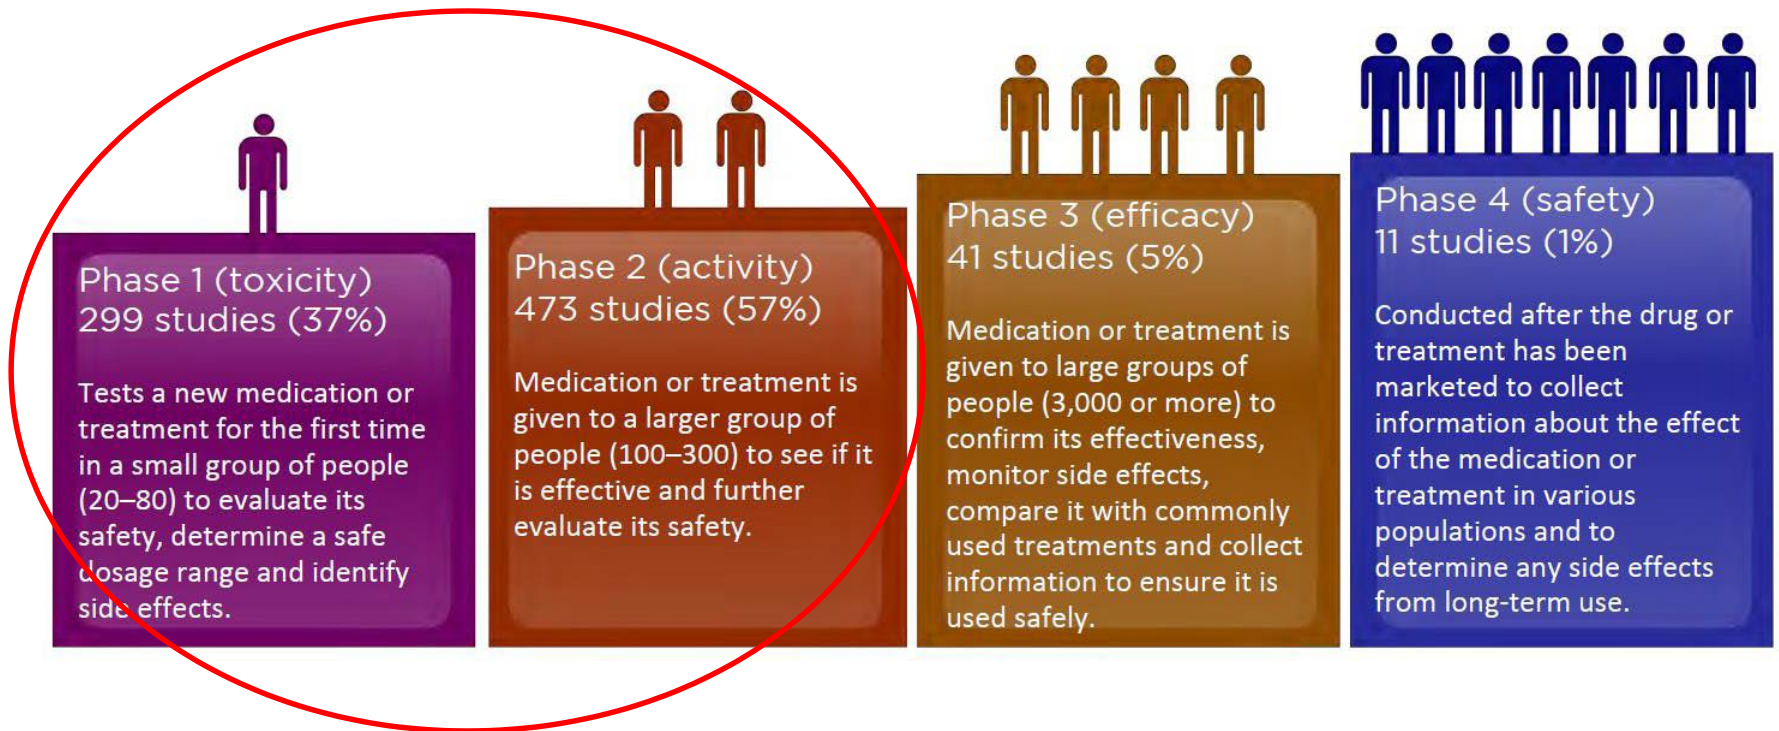 Phase 1 (toxicity)
299 studies (37%)
Tests a new medication or
treatment for the first time
in a small group of people
(20–80) to evaluate its
safety, determine a safe
dosage range and identify
side effects.
Phase 2 (activity)
473 studies (57%)
Medication or treatment is
given to a larger group of
people (100–300) to see if it
is effective and further
evaluate its safety.
Phase 3 (efficacy)
41 studies (5%)
Medication or treatment is
given to large groups of
people (3,000 or more) to
confirm its effectiveness,
monitor side effects,
compare it with commonly
used treatments and collect
information to ensure it is
used safely.
Phase 4 (safety)
11 studies (1%)
Conducted after the drug or
treatment has been
marketed to collect
information about the effect
of the medication or
treatment in various
populations and to
determine any side effects
from long-term use.